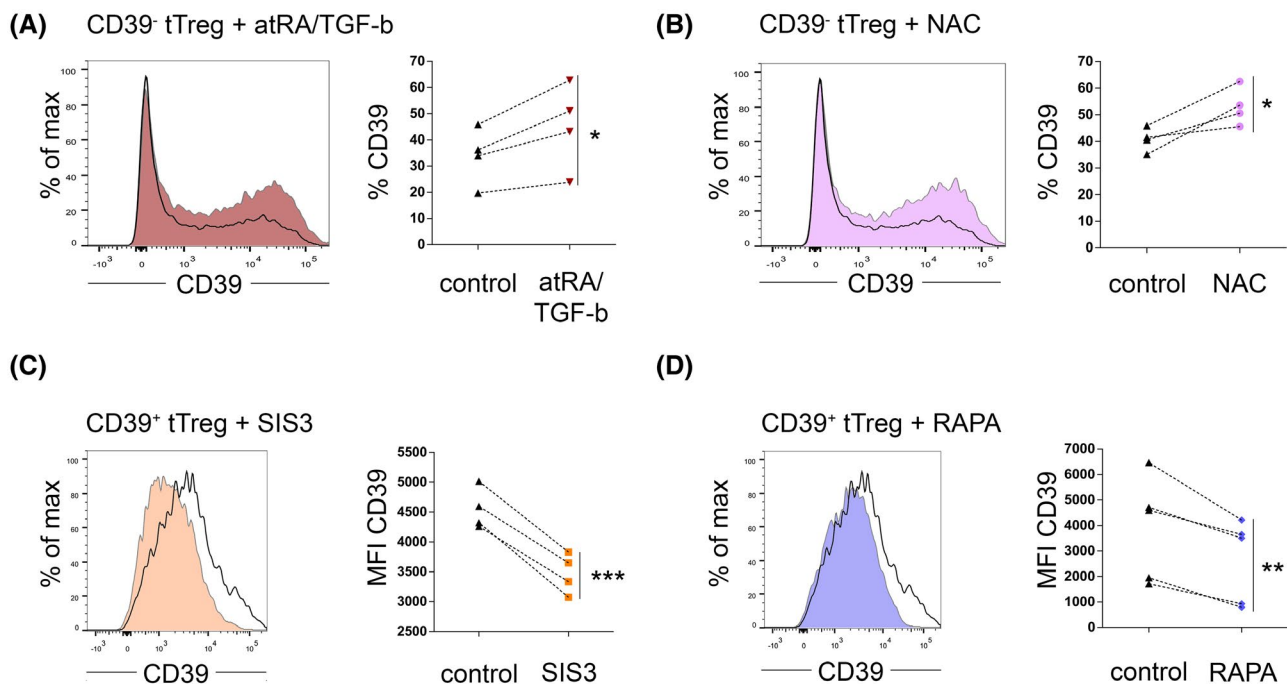 (A) CD39⁻ tTreg + atRA/TGF-b
% of max
100
80
60
40
20
0
-10³ 0 10³ 10⁴ 10⁵
CD39
% CD39
70
60
50
40
30
20
10
0
*
control atRA/
TGF-b
(B) CD39⁻ tTreg + NAC
% of max
100
80
60
40
20
0
-10³ 0 10³ 10⁴ 10⁵
CD39
% CD39
70
60
50
40
30
20
10
0
*
control NAC
(C)
CD39⁺ tTreg + SIS3
% of max
100
80
60
40
20
0
-10³ 0 10³ 10⁴ 10⁵
CD39
MFI CD39
5500
5000
4500
4000
3500
3000
2500
***
control SIS3
(D)
CD39⁺ tTreg + RAPA
% of max
100
80
60
40
20
0
-10³ 0 10³ 10⁴ 10⁵
CD39
MFI CD39
7000
6000
5000
4000
3000
2000
1000
0
**
control RAPA